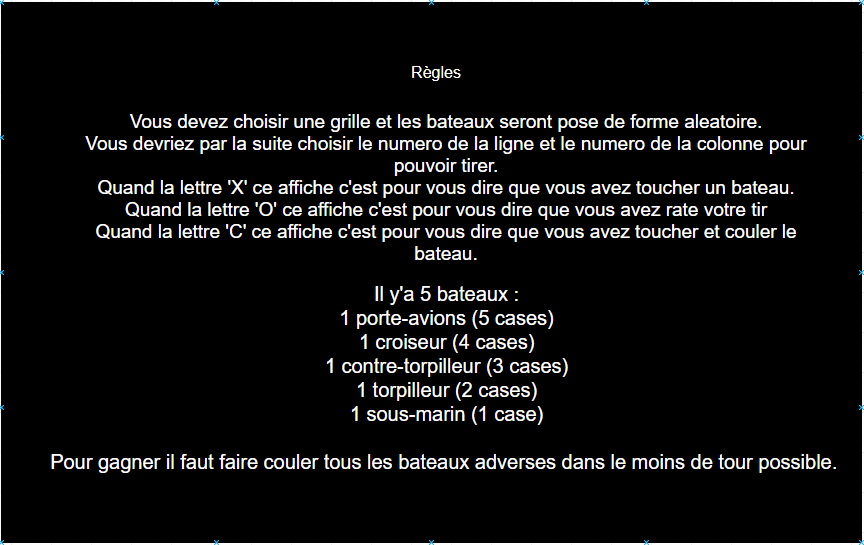 Règles
Vous devez choisir une grille et les bateaux seront pose de forme aleatoire.
Vous devriez par la suite choisir le numero de la ligne et le numero de la colonne pour
pouvoir tirer.
Quand la lettre 'X' ce affiche c'est pour vous dire que vous avez toucher un bateau.
Quand la lettre 'O' ce affiche c'est pour vous dire que vous avez rate votre tir
Quand la lettre 'C' ce affiche c'est pour vous dire que vous avez toucher et couler le
bateau.
Il y'a 5 bateaux :
1 porte-avions (5 cases)
1 croiseur (4 cases)
1 contre-torpilleur (3 cases)
1 torpilleur (2 cases)
1 sous-marin (1 case)
Pour gagner il faut faire couler tous les bateaux adverses dans le moins de tour possible.